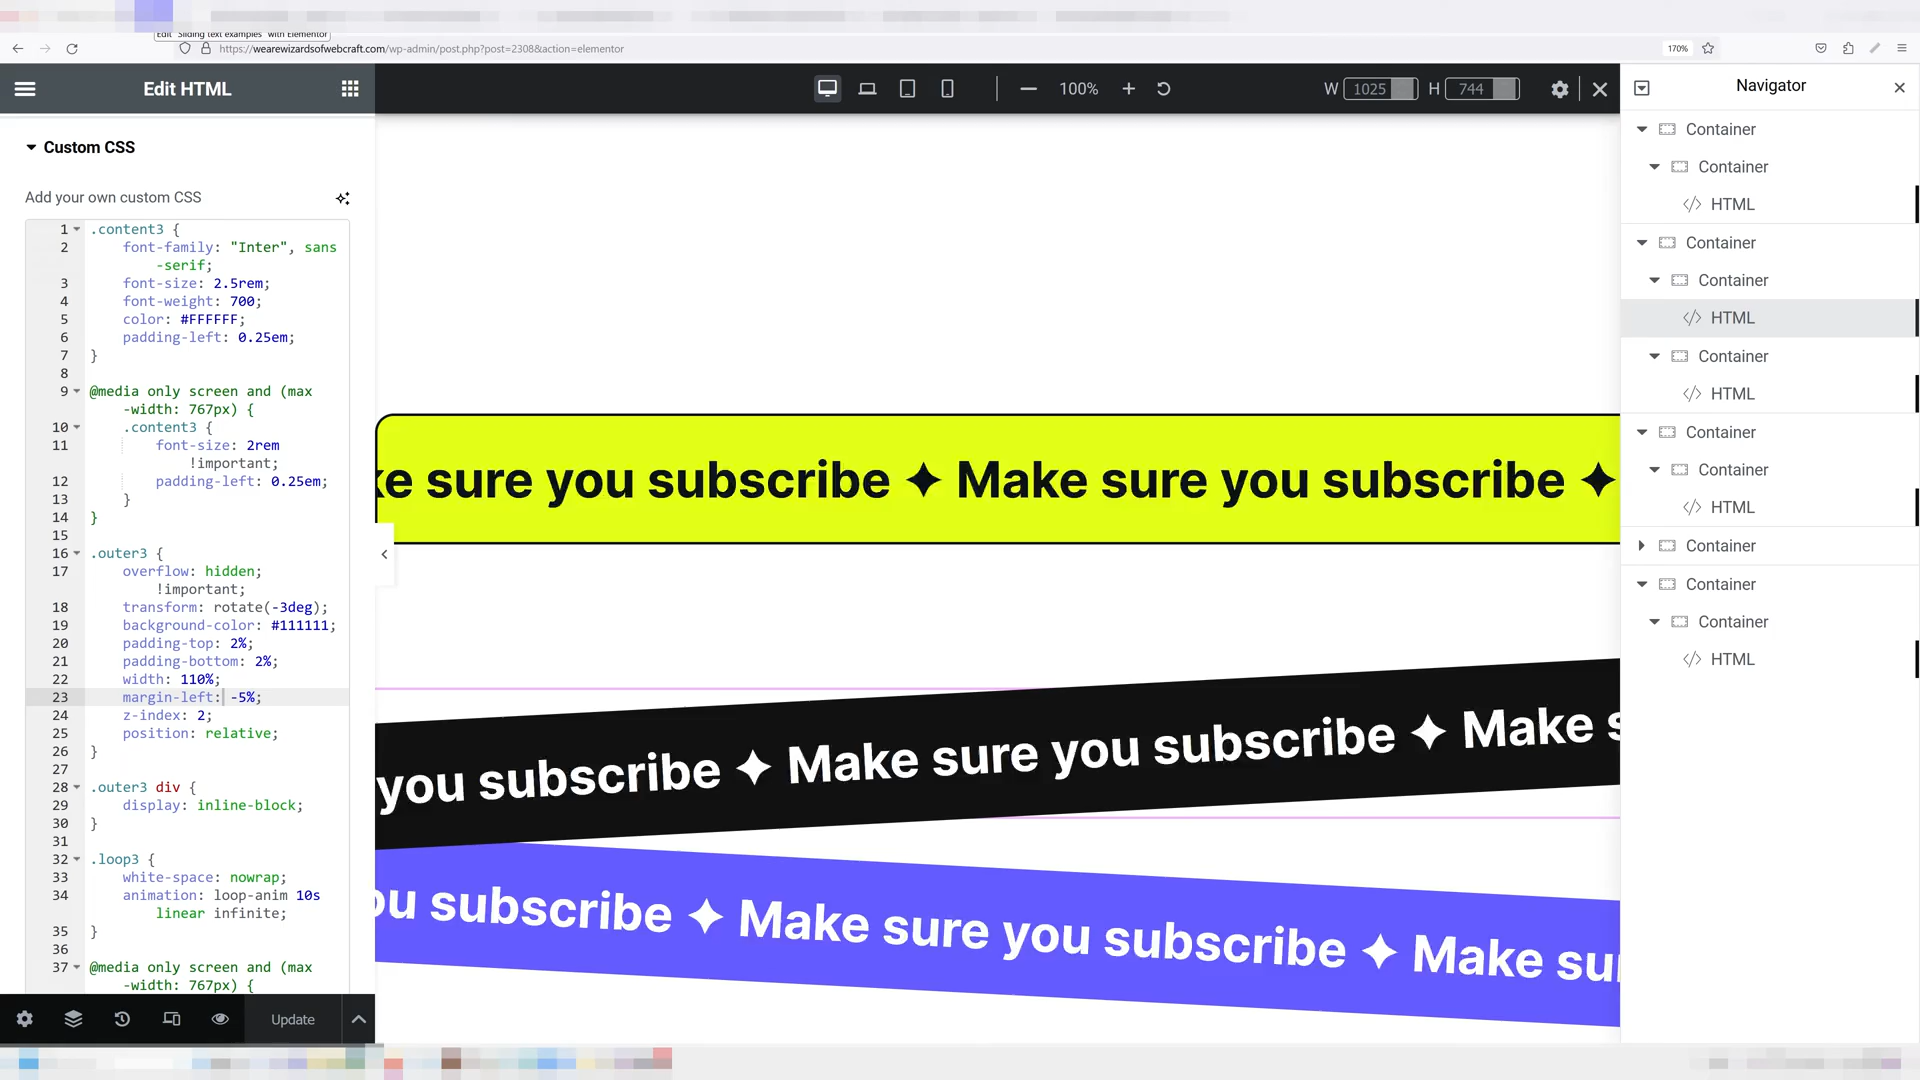 Edit "Sliding text examples" with Elementor
https://wearewizardsofwebcraft.com/wp-admin/post.php?post=2308&action=elementor
170%
Edit HTML
100%
W 1025
H 744
Navigator
Custom CSS
Add your own custom CSS
1 .content3 {
2 font-family: "Inter", sans
-serif;
3 font-size: 2.5rem;
4 font-weight: 700;
5 color: #FFFFFF;
6 padding-left: 0.25em;
7 }
8
9 @media only screen and (max
-width: 767px) {
10 .content3 {
11 font-size: 2rem
!important;
12 padding-left: 0.25em;
13 }
14 }
15
16 .outer3 {
17 overflow: hidden;
!important;
18 transform: rotate(-3deg);
19 background-color: #111111;
20 padding-top: 2%;
21 padding-bottom: 2%;
22 width: 110%;
23 margin-left: -5%;
24 z-index: 2;
25 position: relative;
26 }
27
28 .outer3 div {
29 display: inline-block;
30 }
31
32 .loop3 {
33 white-space: nowrap;
34 animation: loop-anim 10s
linear infinite;
35 }
36
37 @media only screen and (max
-width: 767px) {
Update
ke sure you subscribe ✦ Make sure you subscribe ✦
you subscribe ✦ Make sure you subscribe ✦ Make s
ou subscribe ✦ Make sure you subscribe ✦ Make su
Container
Container
HTML
Container
Container
HTML
Container
HTML
Container
Container
HTML
Container
Container
Container
HTML